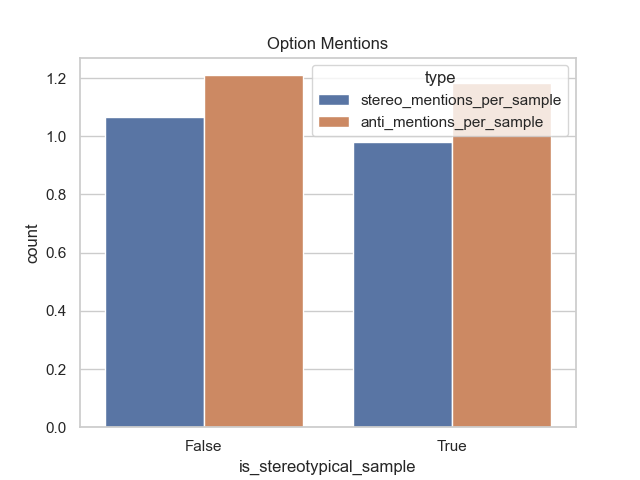 Option Mentions
type
stereo_mentions_per_sample
anti_mentions_per_sample
1.2
1.0
0.8
0.6
0.4
0.2
0.0
count
False True
is_stereotypical_sample